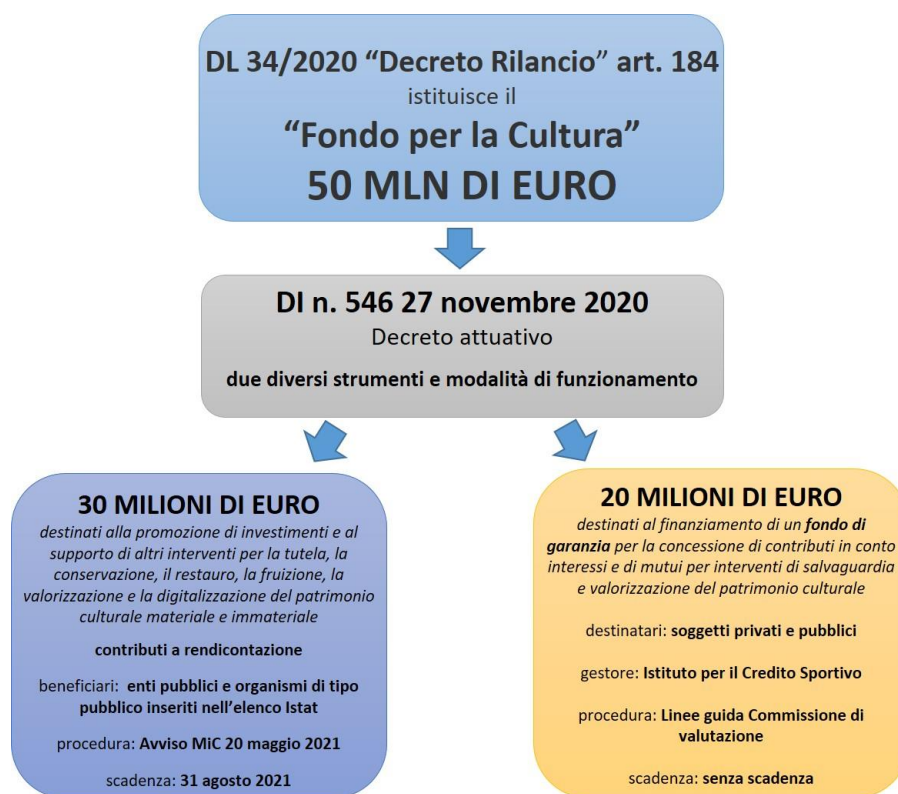 DL 34/2020 “Decreto Rilancio” art. 184
istituisce il
“Fondo per la Cultura”
50 MLN DI EURO
DI n. 546 27 novembre 2020
Decreto attuativo
due diversi strumenti e modalità di funzionamento
30 MILIONI DI EURO
destinati alla promozione di investimenti e al
supporto di altri interventi per la tutela, la
conservazione, il restauro, la fruizione, la
valorizzazione e la digitalizzazione del patrimonio
culturale materiale e immateriale
contributi a rendicontazione
beneficiari: enti pubblici e organismi di tipo
pubblico inseriti nell’elenco Istat
procedura: Avviso MiC 20 maggio 2021
scadenza: 31 agosto 2021
20 MILIONI DI EURO
destinati al finanziamento di un fondo di
garanzia per la concessione di contributi in conto
interessi e di mutui per interventi di salvaguardia
e valorizzazione del patrimonio culturale
destinatari: soggetti privati e pubblici
gestore: Istituto per il Credito Sportivo
procedura: Linee guida Commissione di
valutazione
scadenza: senza scadenza